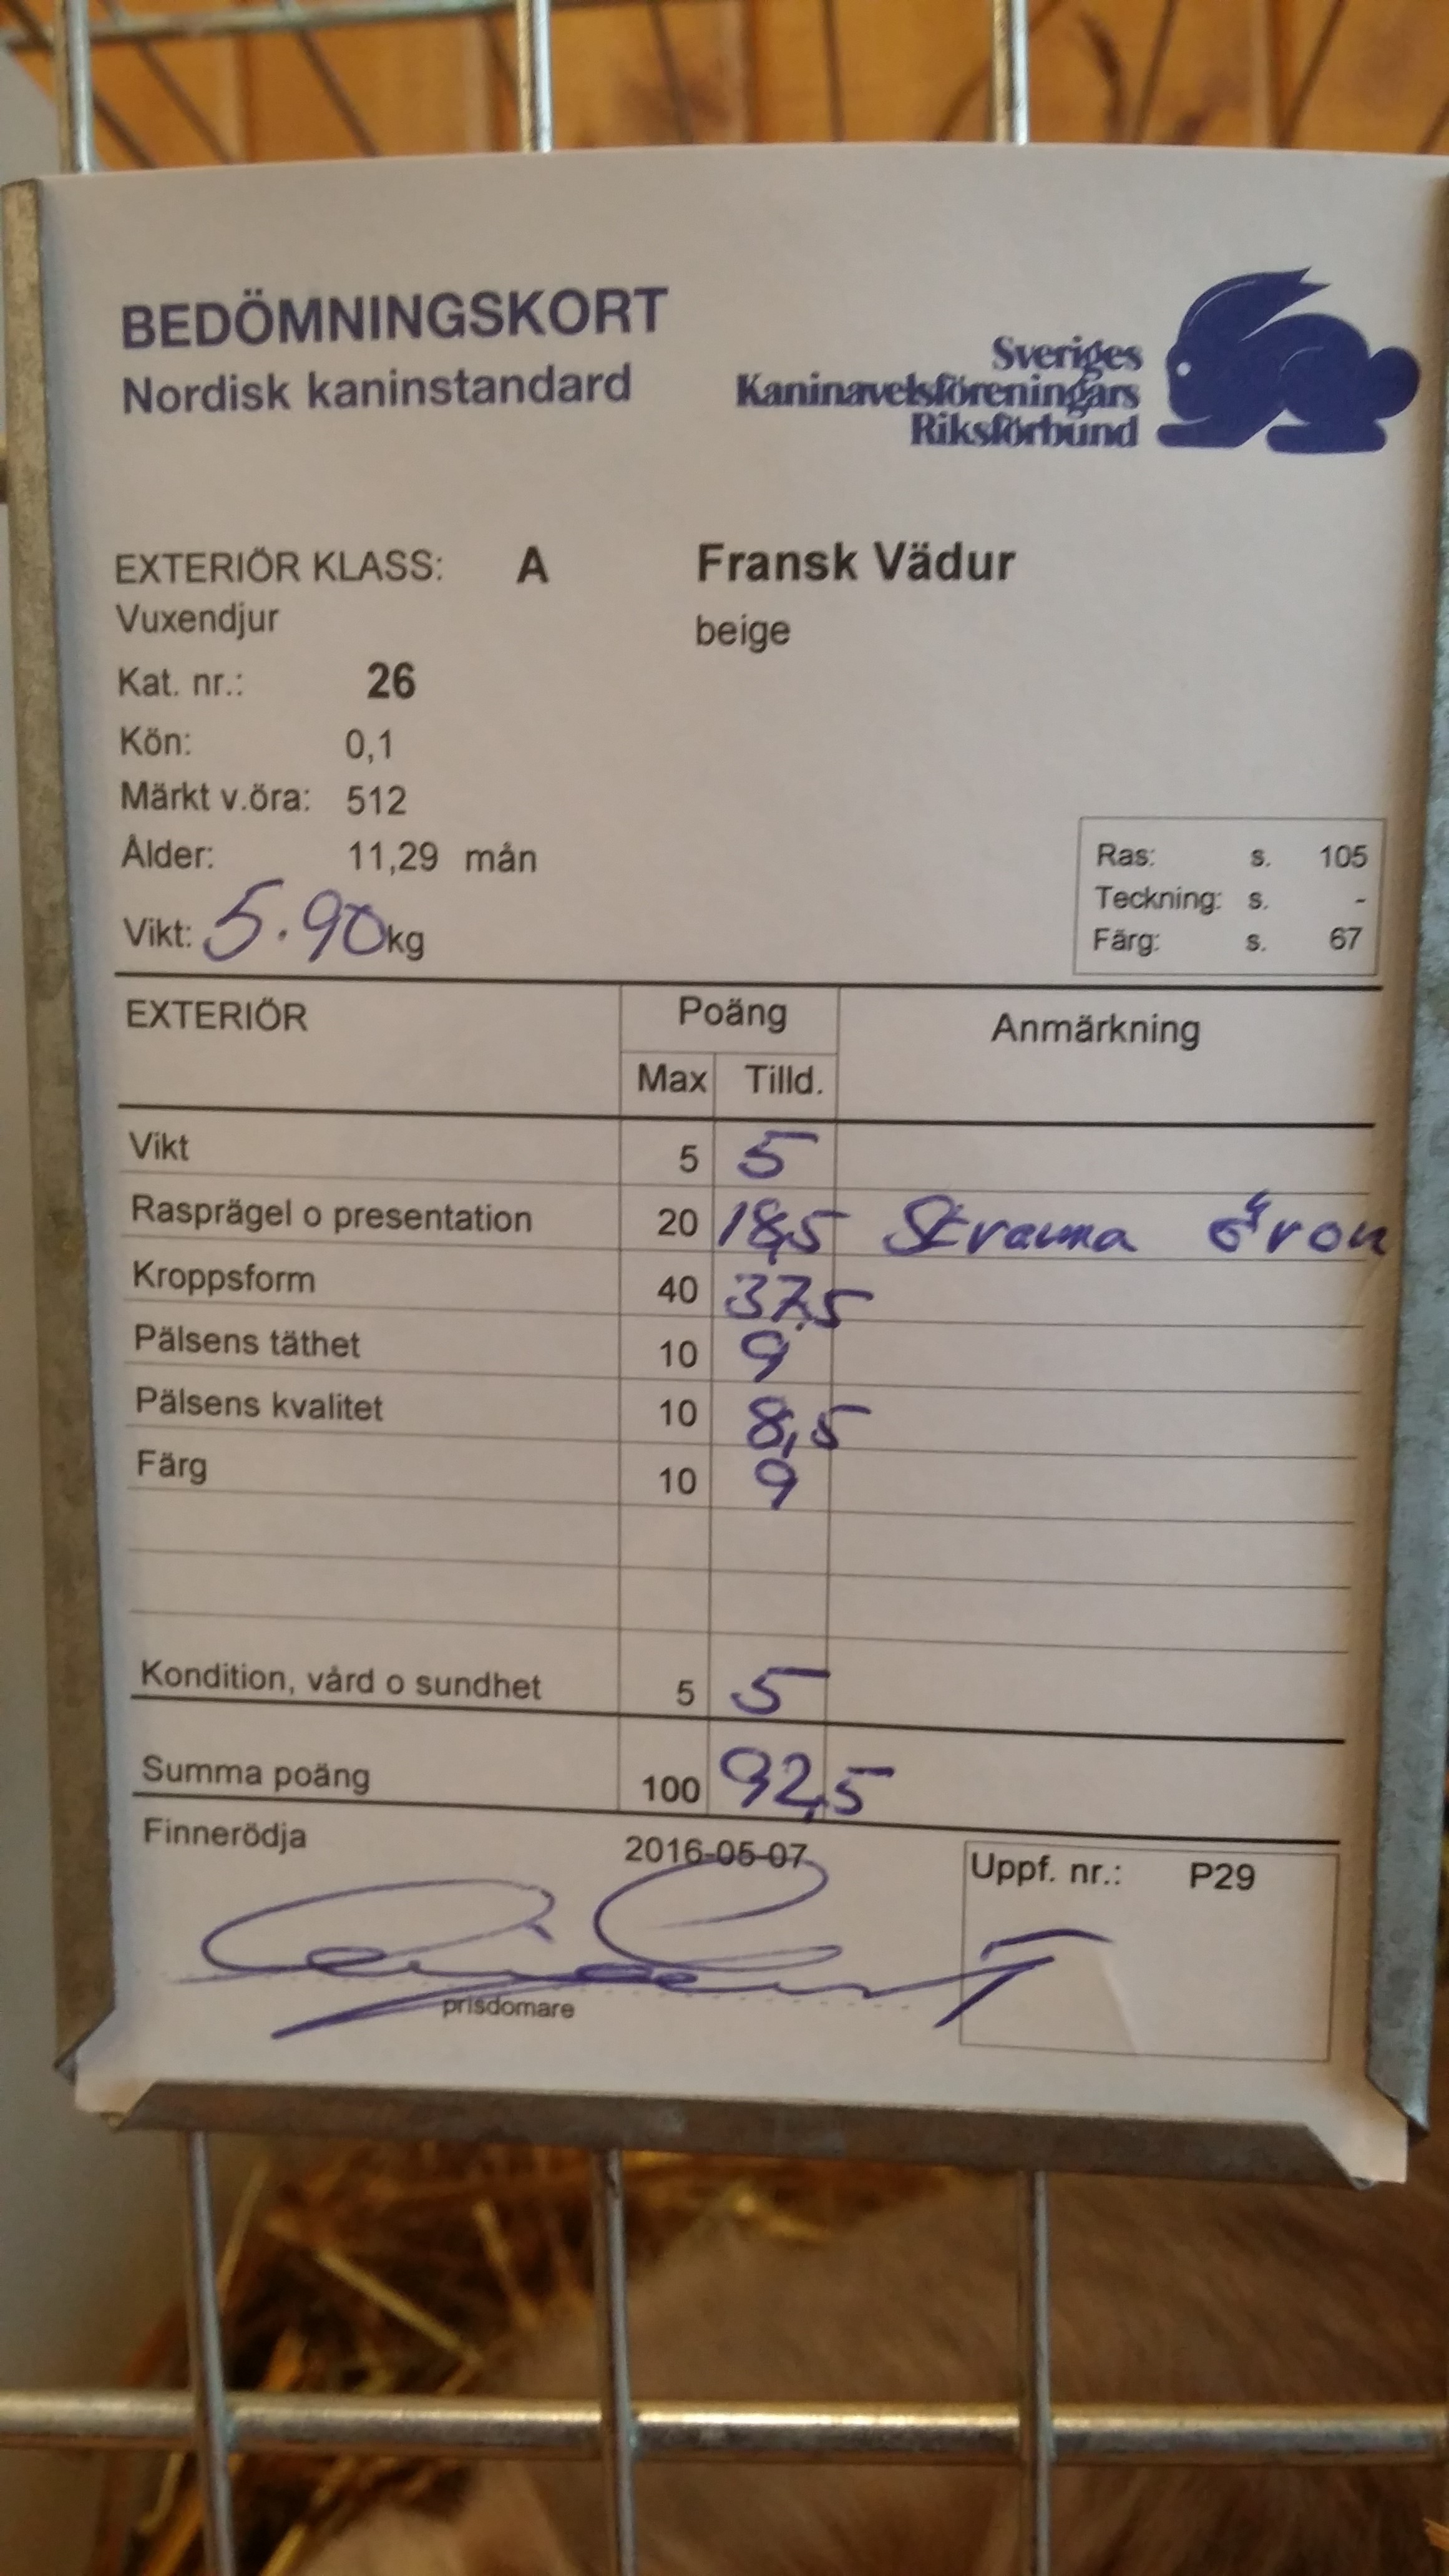 BEDÖMNINGSKORT
Nordisk kaninstandard
Sveriges
Kaninavelsföreningars
Riksförbund
EXTERIÖR KLASS: A Fransk Vädur
Vuxendjur beige
Kat. nr.: 26
Kön: 0,1
Märkt v.öra: 512
Ålder: 11,29 mån
Vikt: 5.90 kg
Ras: s. 105
Teckning: s. -
Färg: s. 67
EXTERIÖR Poäng Anmärkning
Max Tilld.
Vikt 5 5
Rasprägel o presentation 20 18,5 Stramma öron
Kroppsform 40 37,5
Pälsens täthet 10 9
Pälsens kvalitet 10 8,5
Färg 10 9
Kondition, vård o sundhet 5 5
Summa poäng 100 92,5
Finnerödja 2016-05-07 Uppf. nr.: P29
prisdomare